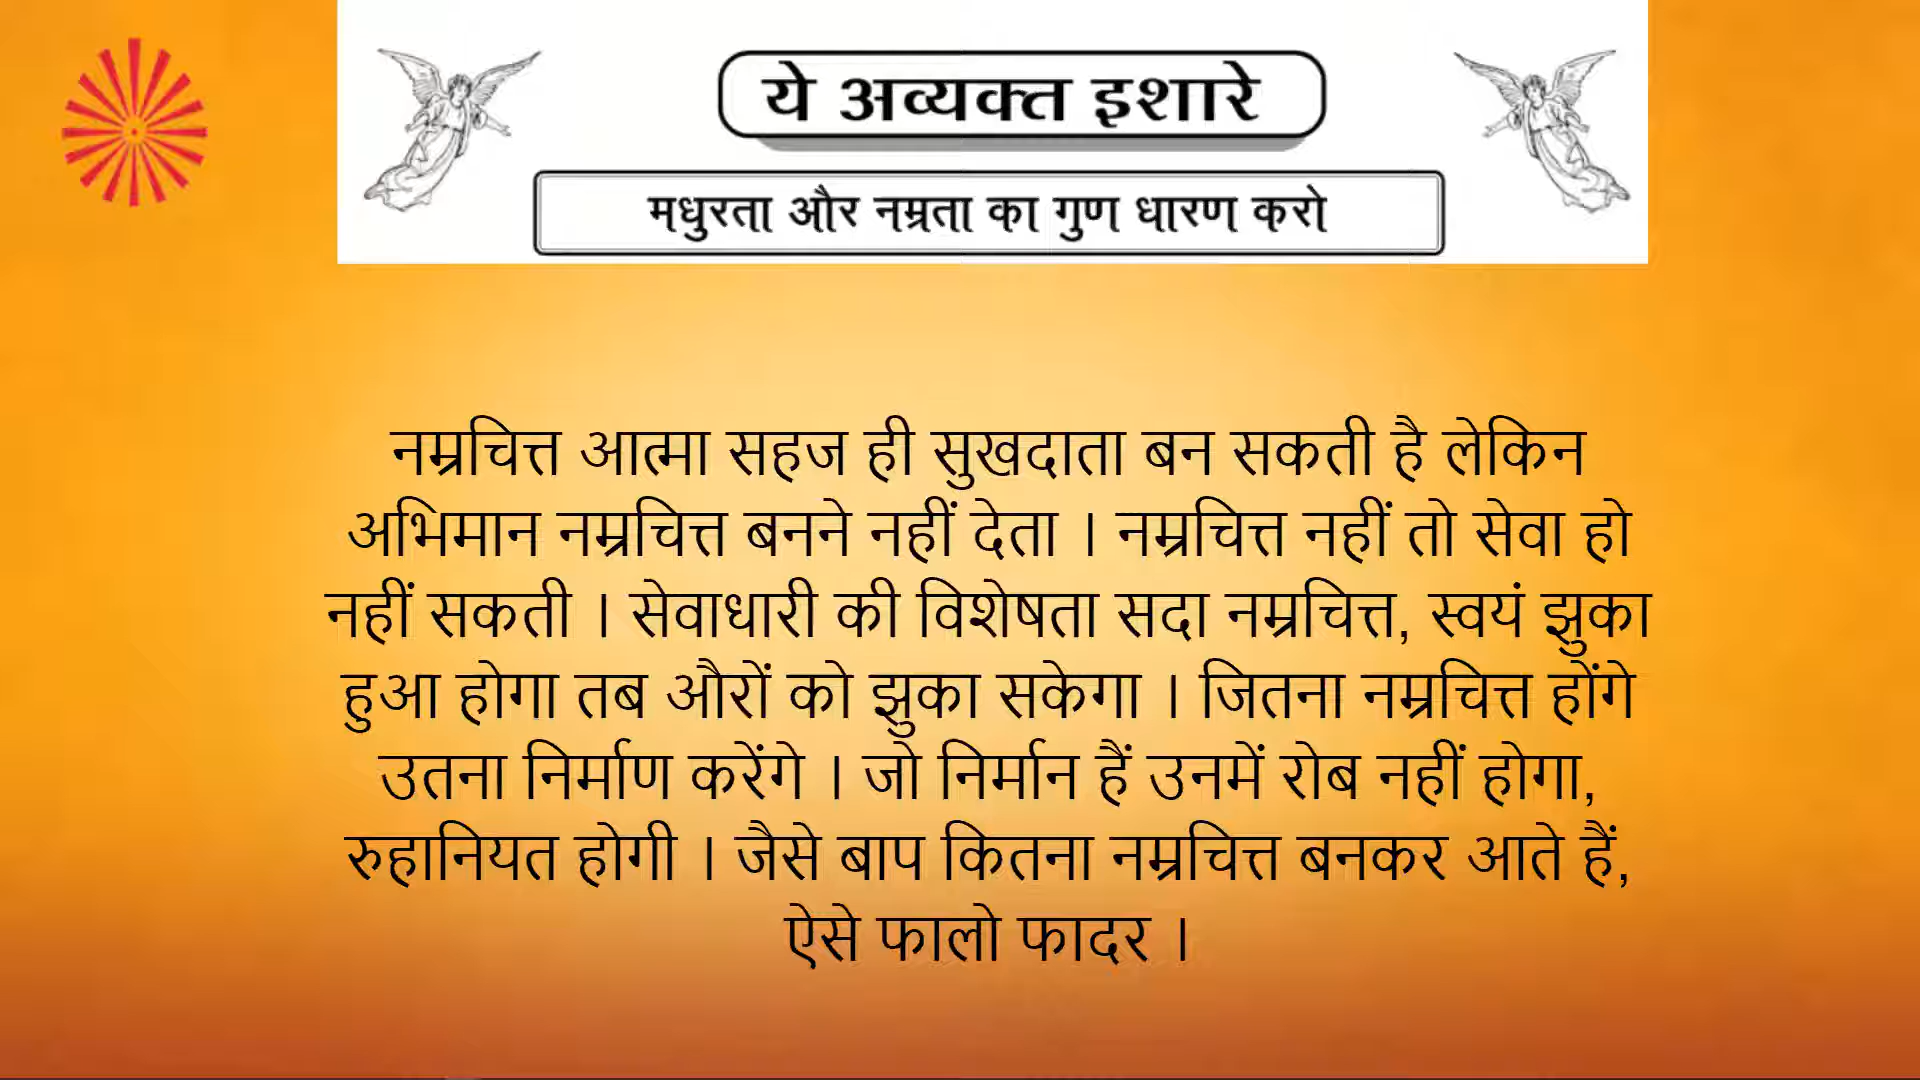 ये अव्यक्त इशारे
मधुरता और नम्रता का गुण धारण करो
नम्रचित्त आत्मा सहज ही सुखदाता बन सकती है लेकिन
अभिमान नम्रचित्त बनने नहीं देता । नम्रचित्त नहीं तो सेवा हो
नहीं सकती । सेवाधारी की विशेषता सदा नम्रचित्त, स्वयं झुका
हुआ होगा तब औरों को झुका सकेगा । जितना नम्रचित्त होंगे
उतना निर्माण करेंगे । जो निर्मान हैं उनमें रोब नहीं होगा,
रुहानियत होगी । जैसे बाप कितना नम्रचित्त बनकर आते हैं,
ऐसे फालो फादर ।